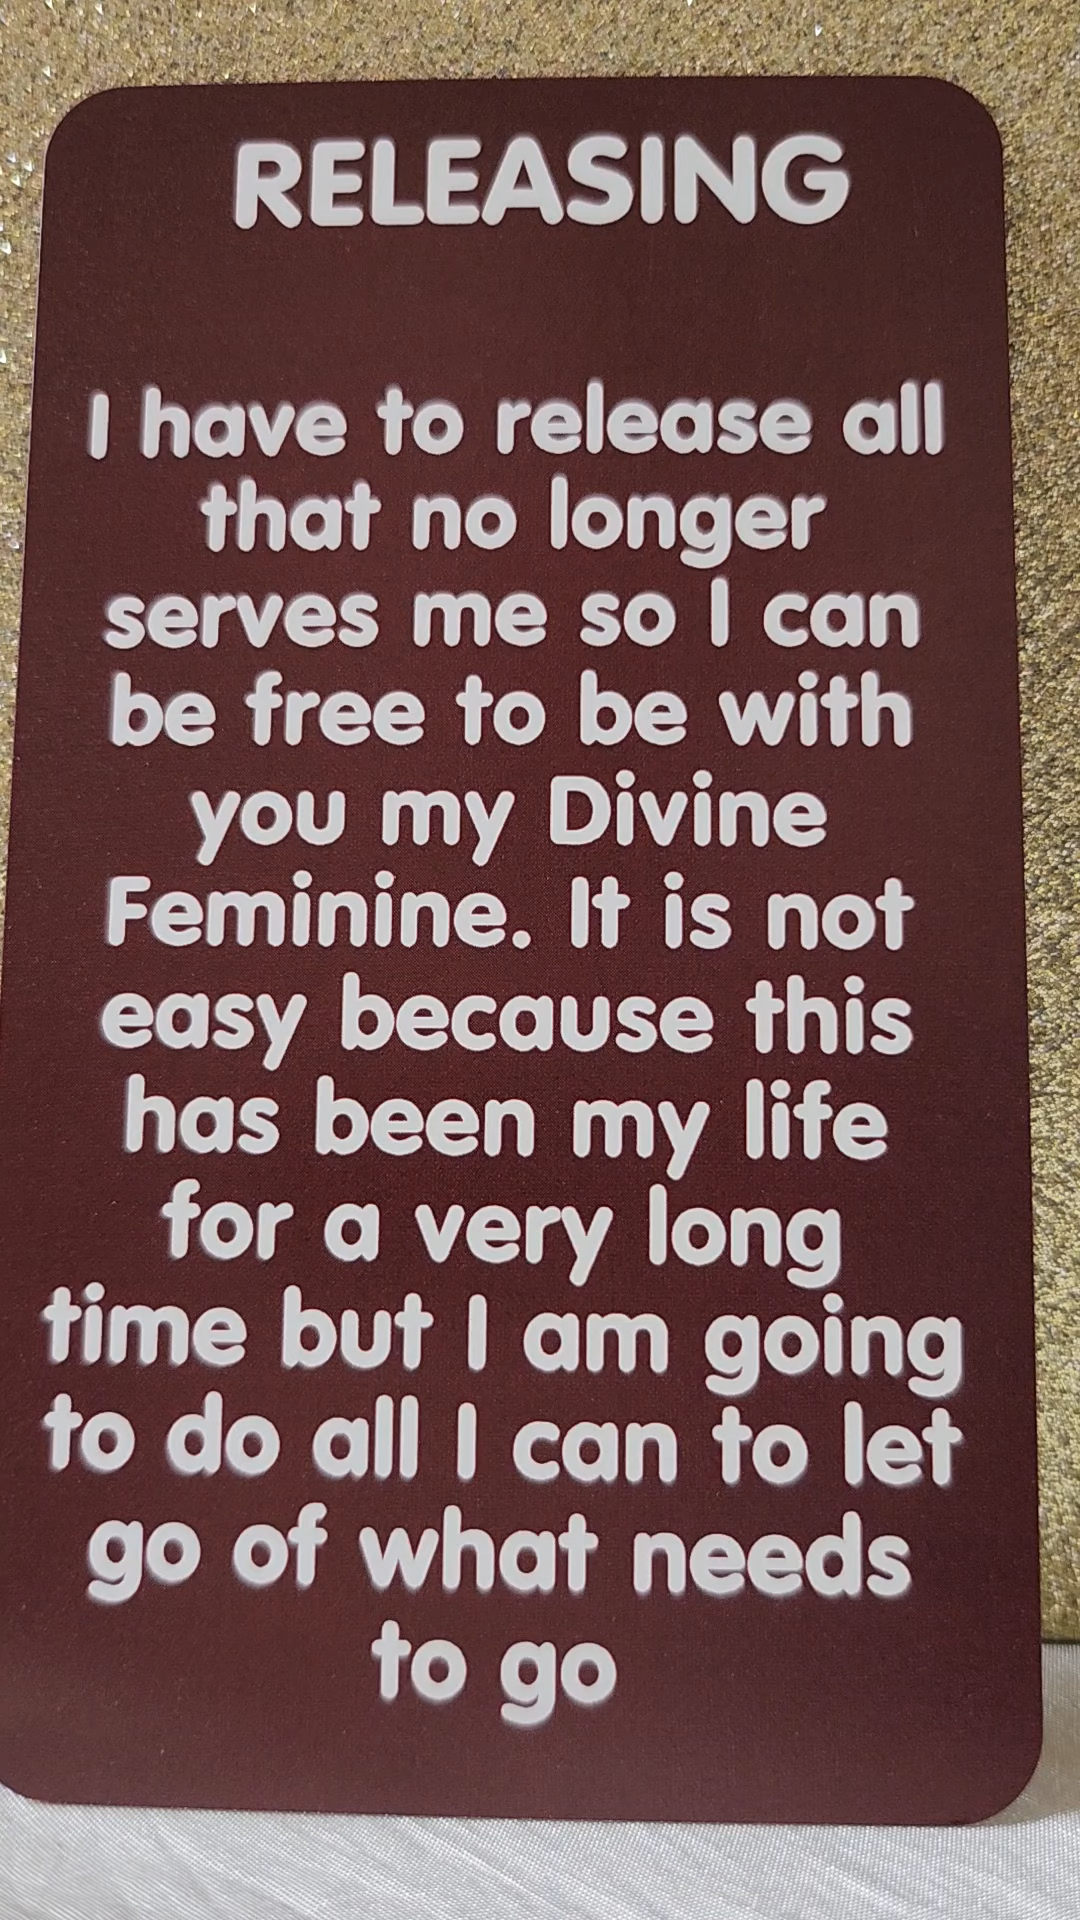 RELEASING
I have to release all
that no longer
serves me so I can
be free to be with
you my Divine
Feminine. It is not
easy because this
has been my life
for a very long
time but I am going
to do all I can to let
go of what needs
to go